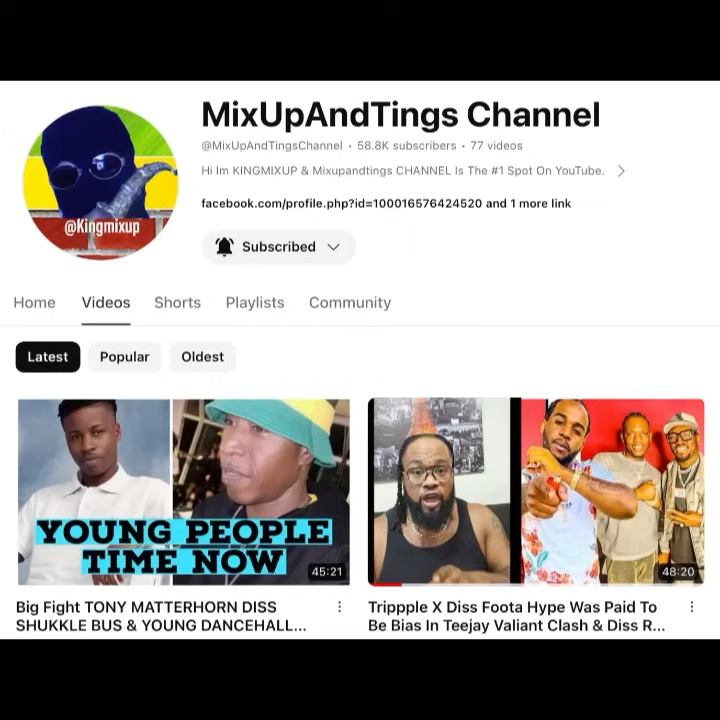 MixUpAndTings Channel
@MixUpAndTingsChannel • 58.8K subscribers • 77 videos
Hi Im KINGMIXUP & Mixupandtings CHANNEL Is The #1 Spot On YouTube.
facebook.com/profile.php?id=100016576424520 and 1 more link
@Kingmixup
Subscribed
Home Videos Shorts Playlists Community
Latest Popular Oldest
YOUNG PEOPLE
TIME NOW
45:21
48:20
Big Fight TONY MATTERHORN DISS
SHUKKLE BUS & YOUNG DANCEHALL...
Trippple X Diss Foota Hype Was Paid To
Be Bias In Teejay Valiant Clash & Diss R...